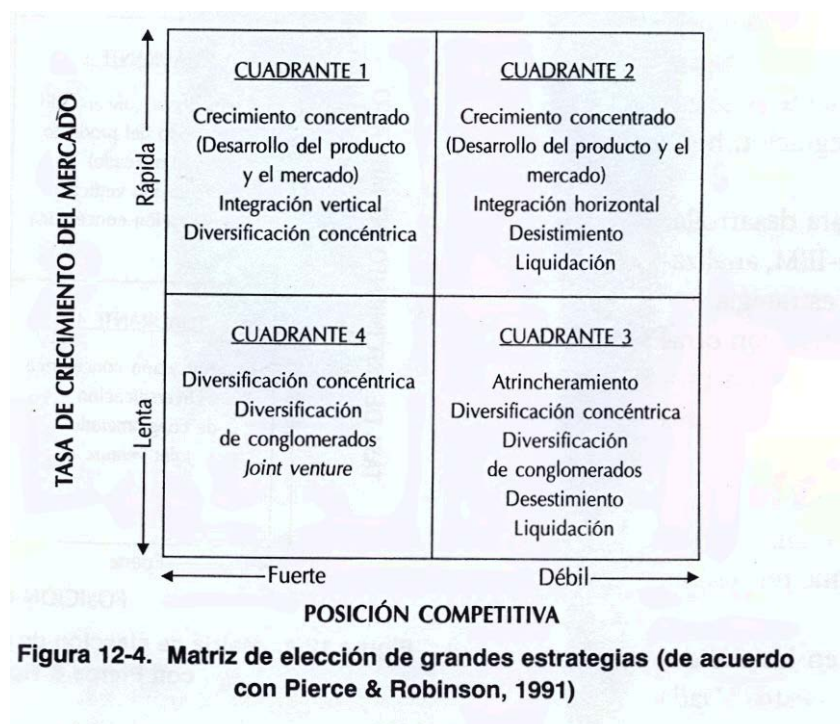 TASA DE CRECIMIENTO DEL MERCADO
Rápida
Lenta
CUADRANTE 1
Crecimiento concentrado
(Desarrollo del producto
y el mercado)
Integración vertical
Diversificación concéntrica
CUADRANTE 2
Crecimiento concentrado
(Desarrollo del producto y el
mercado)
Integración horizontal
Desistimiento
Liquidación
CUADRANTE 4
Diversificación concéntrica
Diversificación
de conglomerados
Joint venture
CUADRANTE 3
Atrincheramiento
Diversificación concéntrica
Diversificación
de conglomerados
Desestimiento
Liquidación
Fuerte
Débil
POSICIÓN COMPETITIVA
Figura 12-4. Matriz de elección de grandes estrategias (de acuerdo
con Pierce & Robinson, 1991)